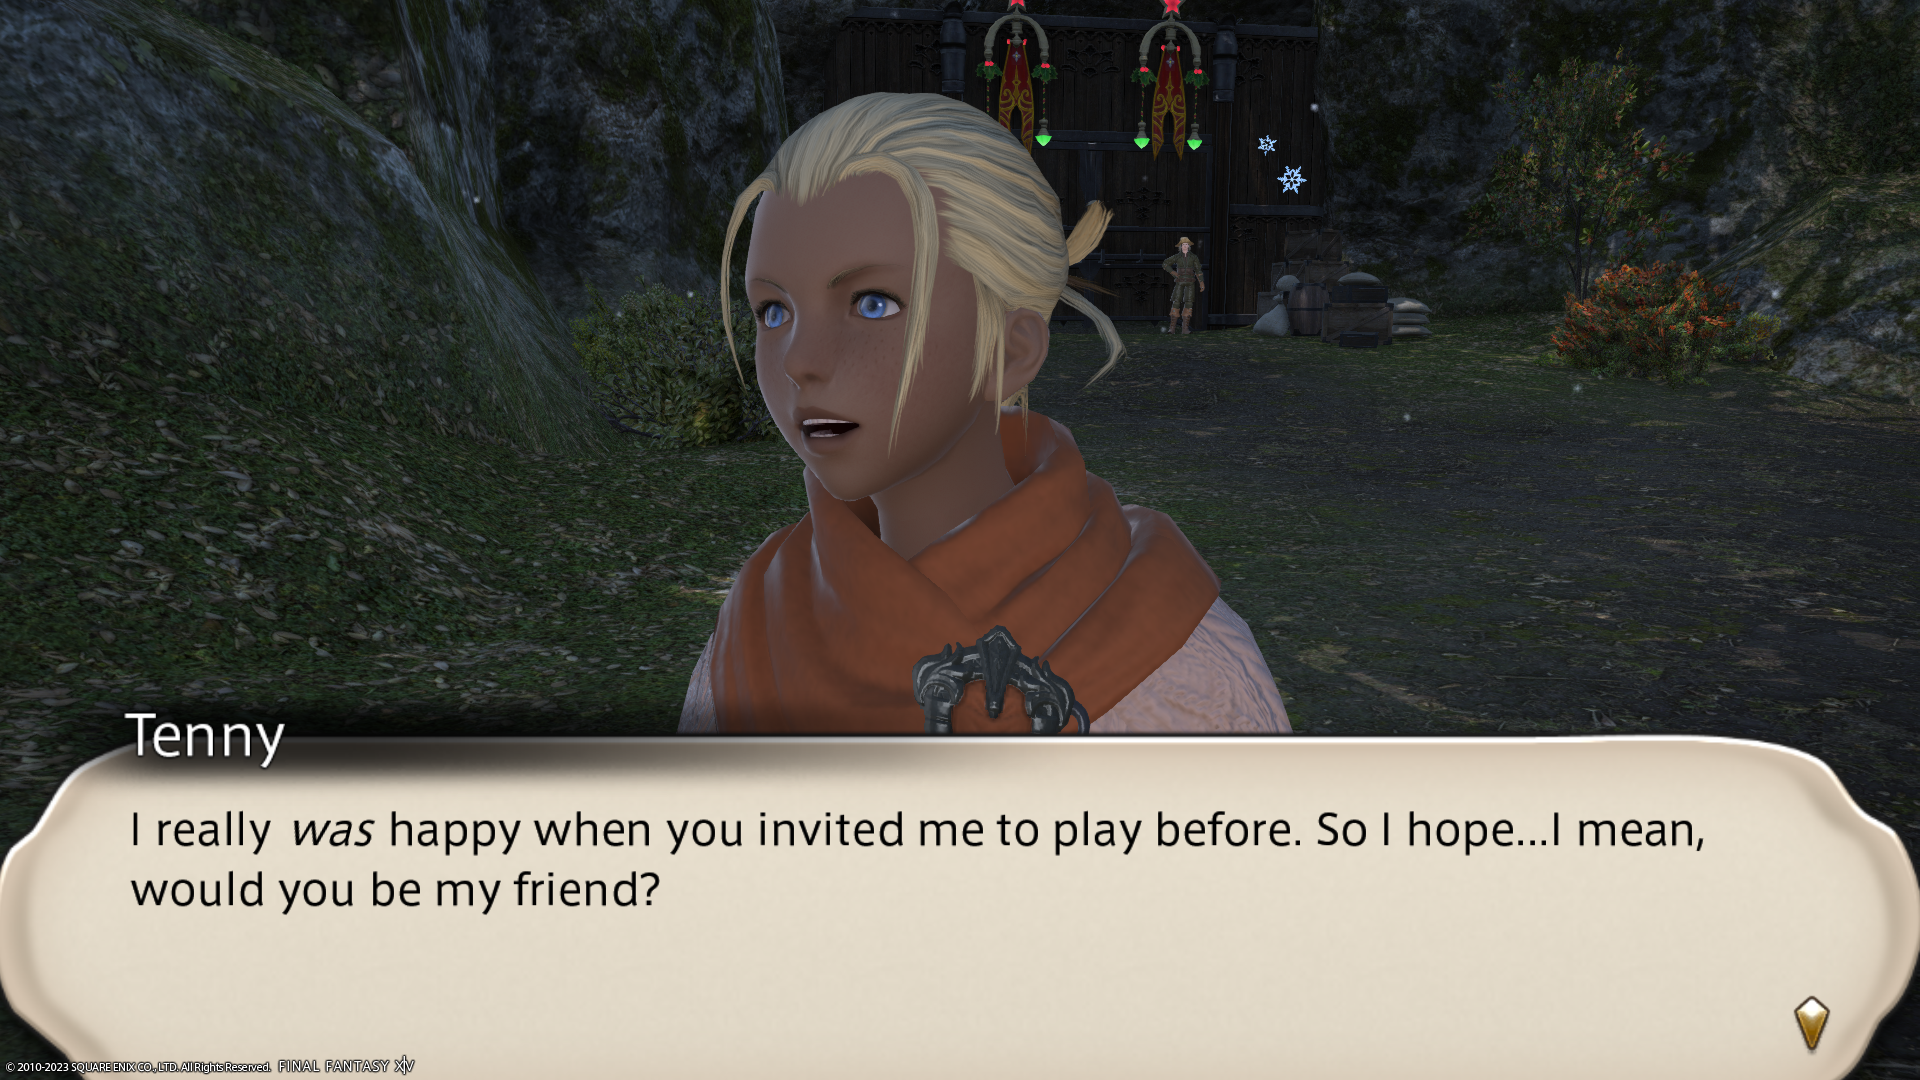 Tenny
I really was happy when you invited me to play before. So I hope...I mean,
would you be my friend?
© 2010-2023 SQUARE ENIX CO., LTD. All Rights Reserved. FINAL FANTASY XIV